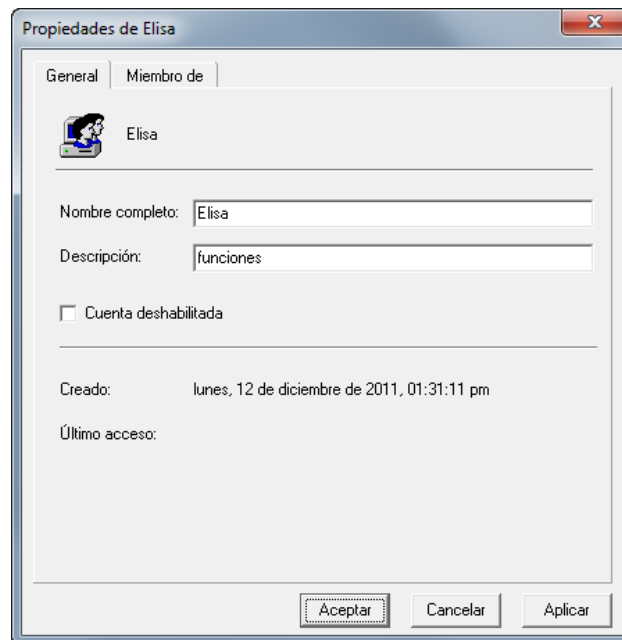 Propiedades de Elisa
General Miembro de
Elisa
Nombre completo: Elisa
Descripción: funciones
Cuenta deshabilitada
Creado: lunes, 12 de diciembre de 2011, 01:31:11 pm
Último acceso:
Aceptar Cancelar Aplicar